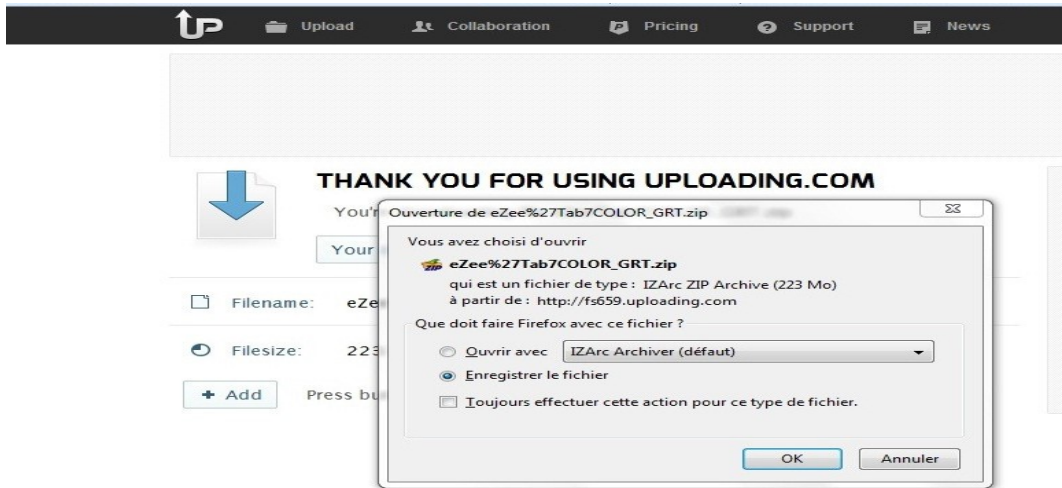 UP Upload Collaboration Pricing Support News
THANK YOU FOR USING UPLOADING.COM
Ouverture de eZee%27Tab7COLOR_GRT.zip
Your
Vous avez choisi d'ouvrir
eZee%27Tab7COLOR_GRT.zip
qui est un fichier de type : IZArc ZIP Archive (223 Mo)
à partir de : http://fs659.uploading.com
Filename:
Que doit faire Firefox avec ce fichier ?
Filesize: 223
Ouvrir avec IZArc Archiver (défaut)
Enregistrer le fichier
+ Add Press
Toujours effectuer cette action pour ce type de fichier.
OK Annuler